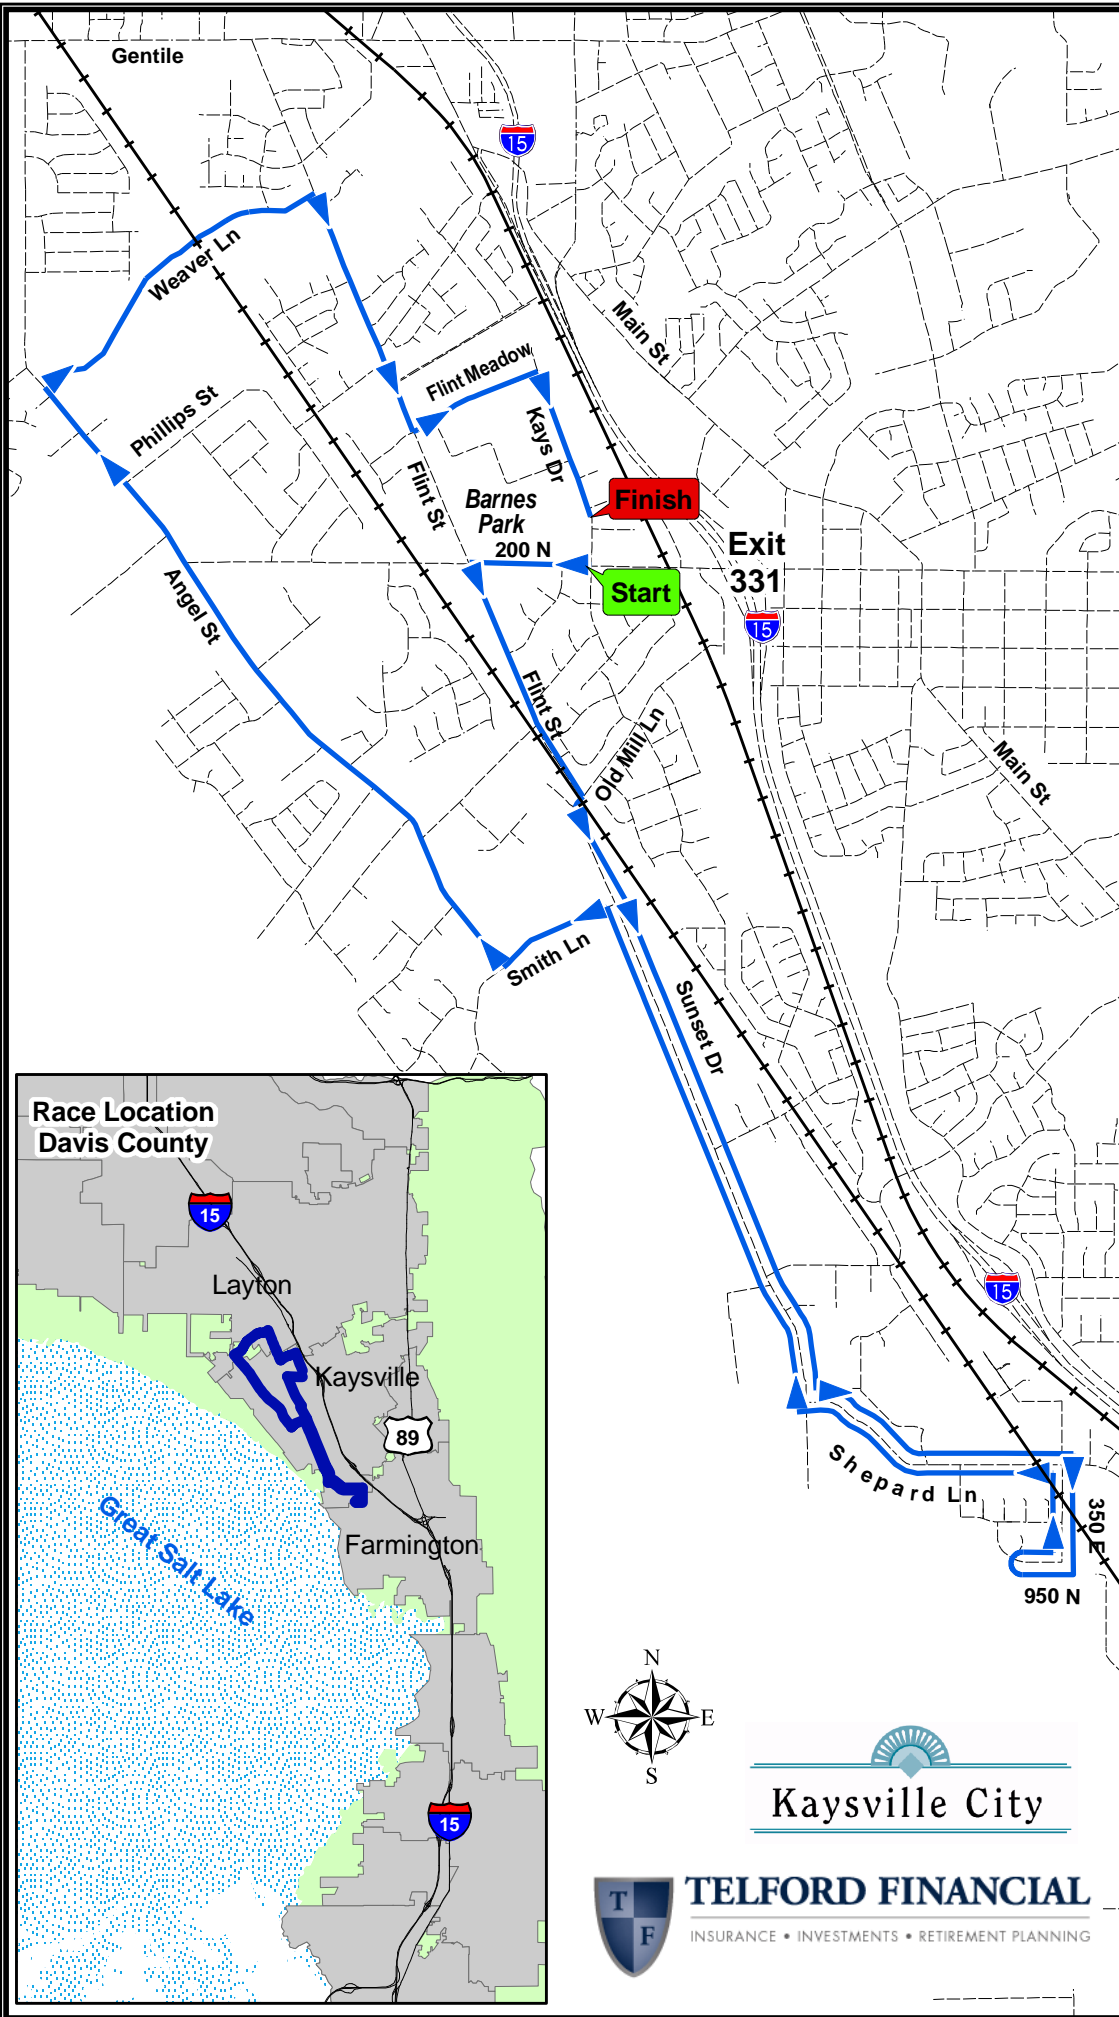 Gentile
15
Weaver Ln
Main St
Flint Meadow
Phillips St
Kays Dr
Flint St
Barnes
Park
Finish
200 N
Exit
331
Start
15
Angel St
Flint St
Old Mill Ln
Main St
Smith Ln
Sunset Dr
15
Shepard Ln
350 E
950 N
Race Location
Davis County
15
Layton
Kaysville
89
Great Salt Lake
Farmington
15
N
W E
S
Kaysville City
T F
TELFORD FINANCIAL
INSURANCE • INVESTMENTS • RETIREMENT PLANNING